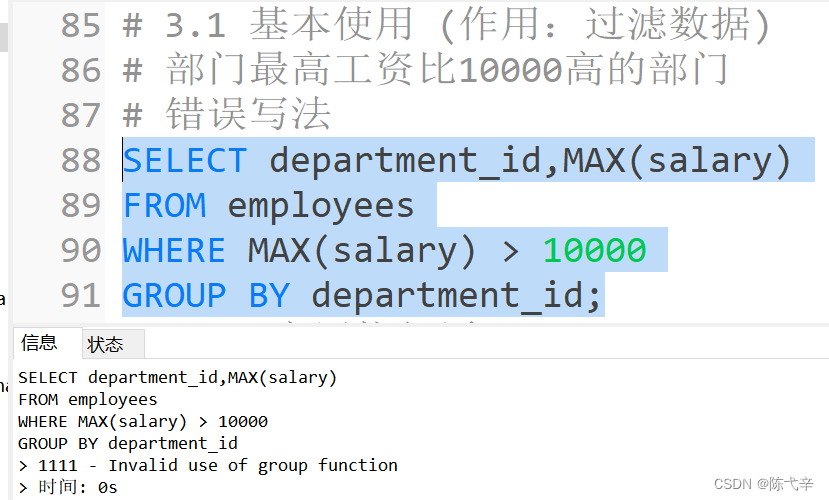 85 # 3.1 基本使用 (作用: 过滤数据)
86 # 部门最高工资比10000高的部门
87 # 错误写法
88 SELECT department_id,MAX(salary)
89 FROM employees
90 WHERE MAX(salary) > 10000
91 GROUP BY department_id;
信息 状态
SELECT department_id,MAX(salary)
FROM employees
WHERE MAX(salary) > 10000
GROUP BY department_id
> 1111 - Invalid use of group function
> 时间: 0s
CSDN @陈弋辛